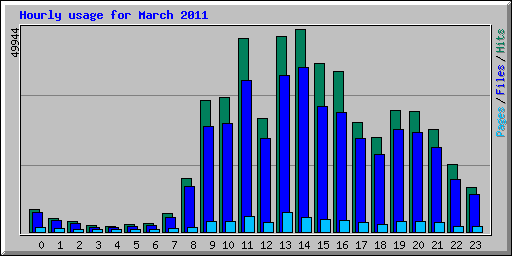 Hourly usage for March 2011
49944
Pages / Files / Hits
0 1 2 3 4 5 6 7 8 9 10 11 12 13 14 15 16 17 18 19 20 21 22 23